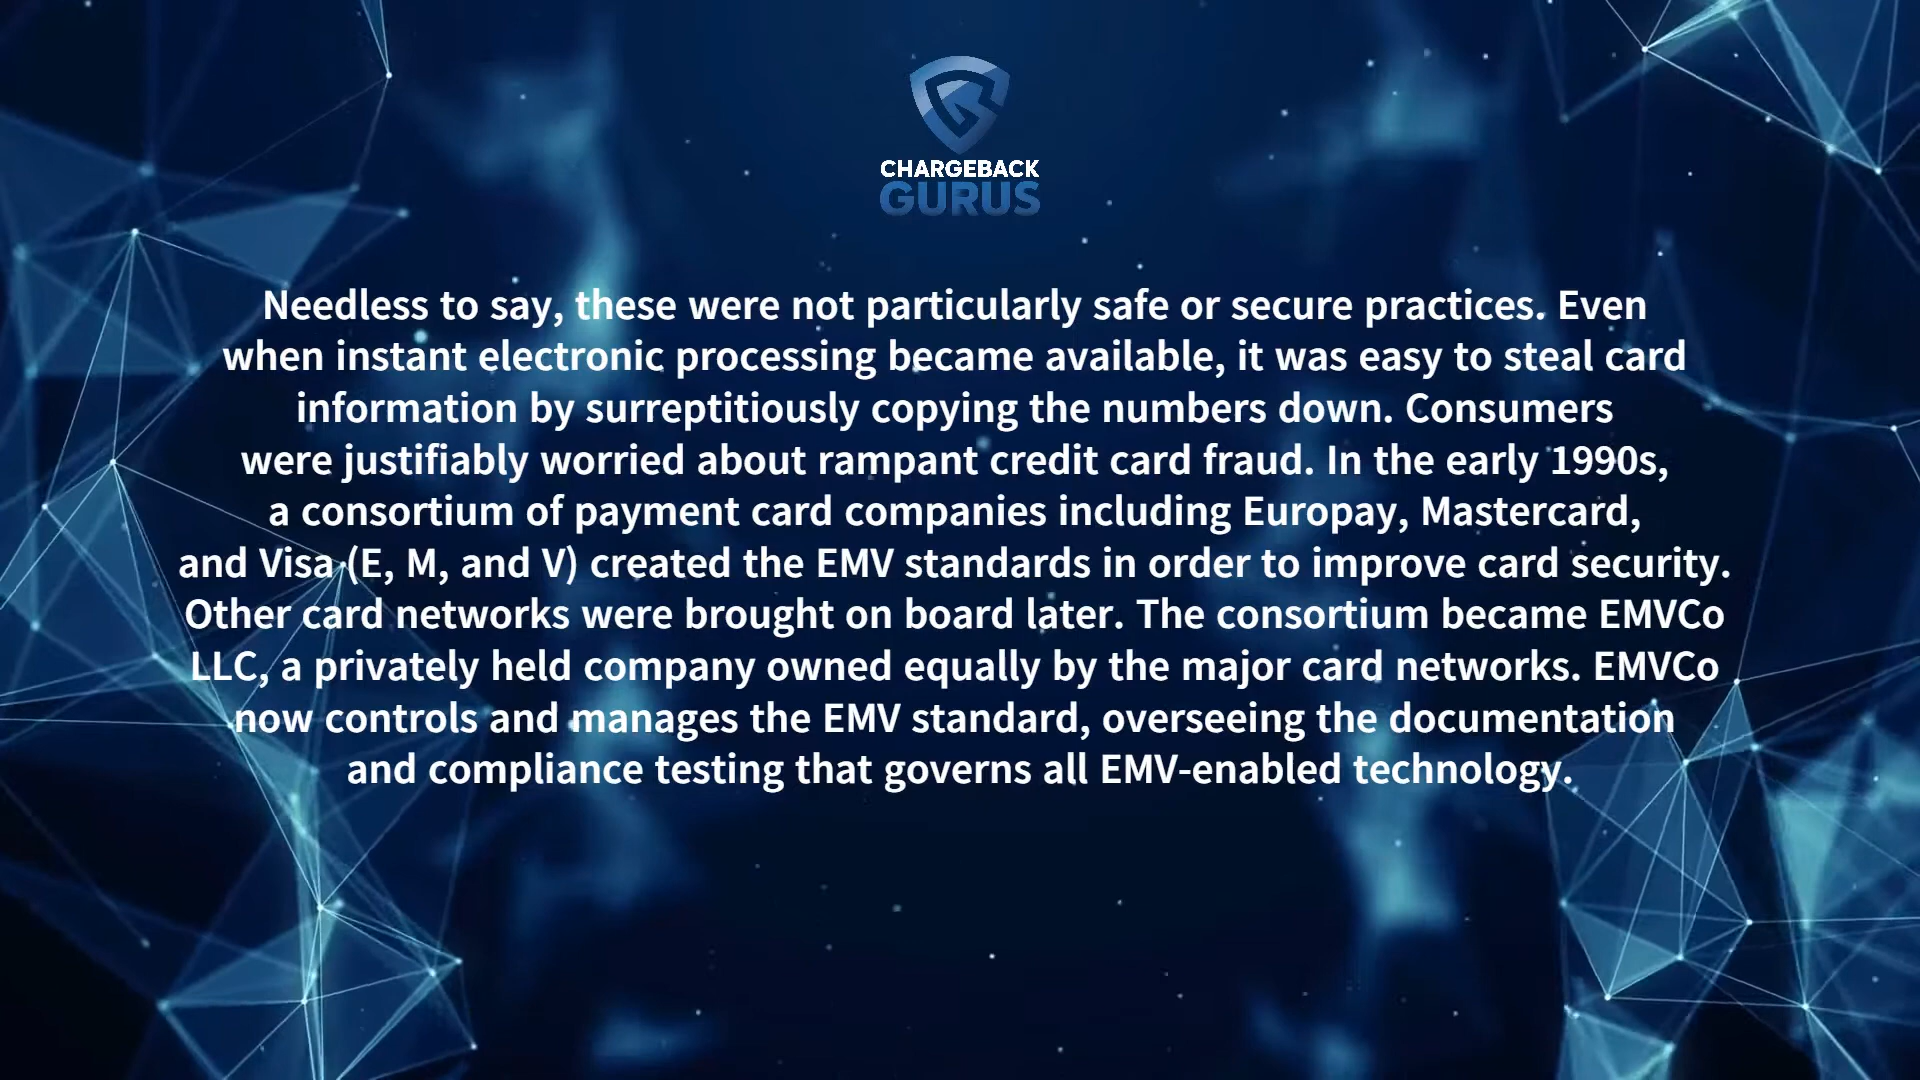 CHARGEBACK
GURUS
Needless to say, these were not particularly safe or secure practices. Even
when instant electronic processing became available, it was easy to steal card
information by surreptitiously copying the numbers down. Consumers
were justifiably worried about rampant credit card fraud. In the early 1990s,
a consortium of payment card companies including Europay, Mastercard,
and Visa (E, M, and V) created the EMV standards in order to improve card security.
Other card networks were brought on board later. The consortium became EMVCo
LLC, a privately held company owned equally by the major card networks. EMVCo
now controls and manages the EMV standard, overseeing the documentation
and compliance testing that governs all EMV-enabled technology.